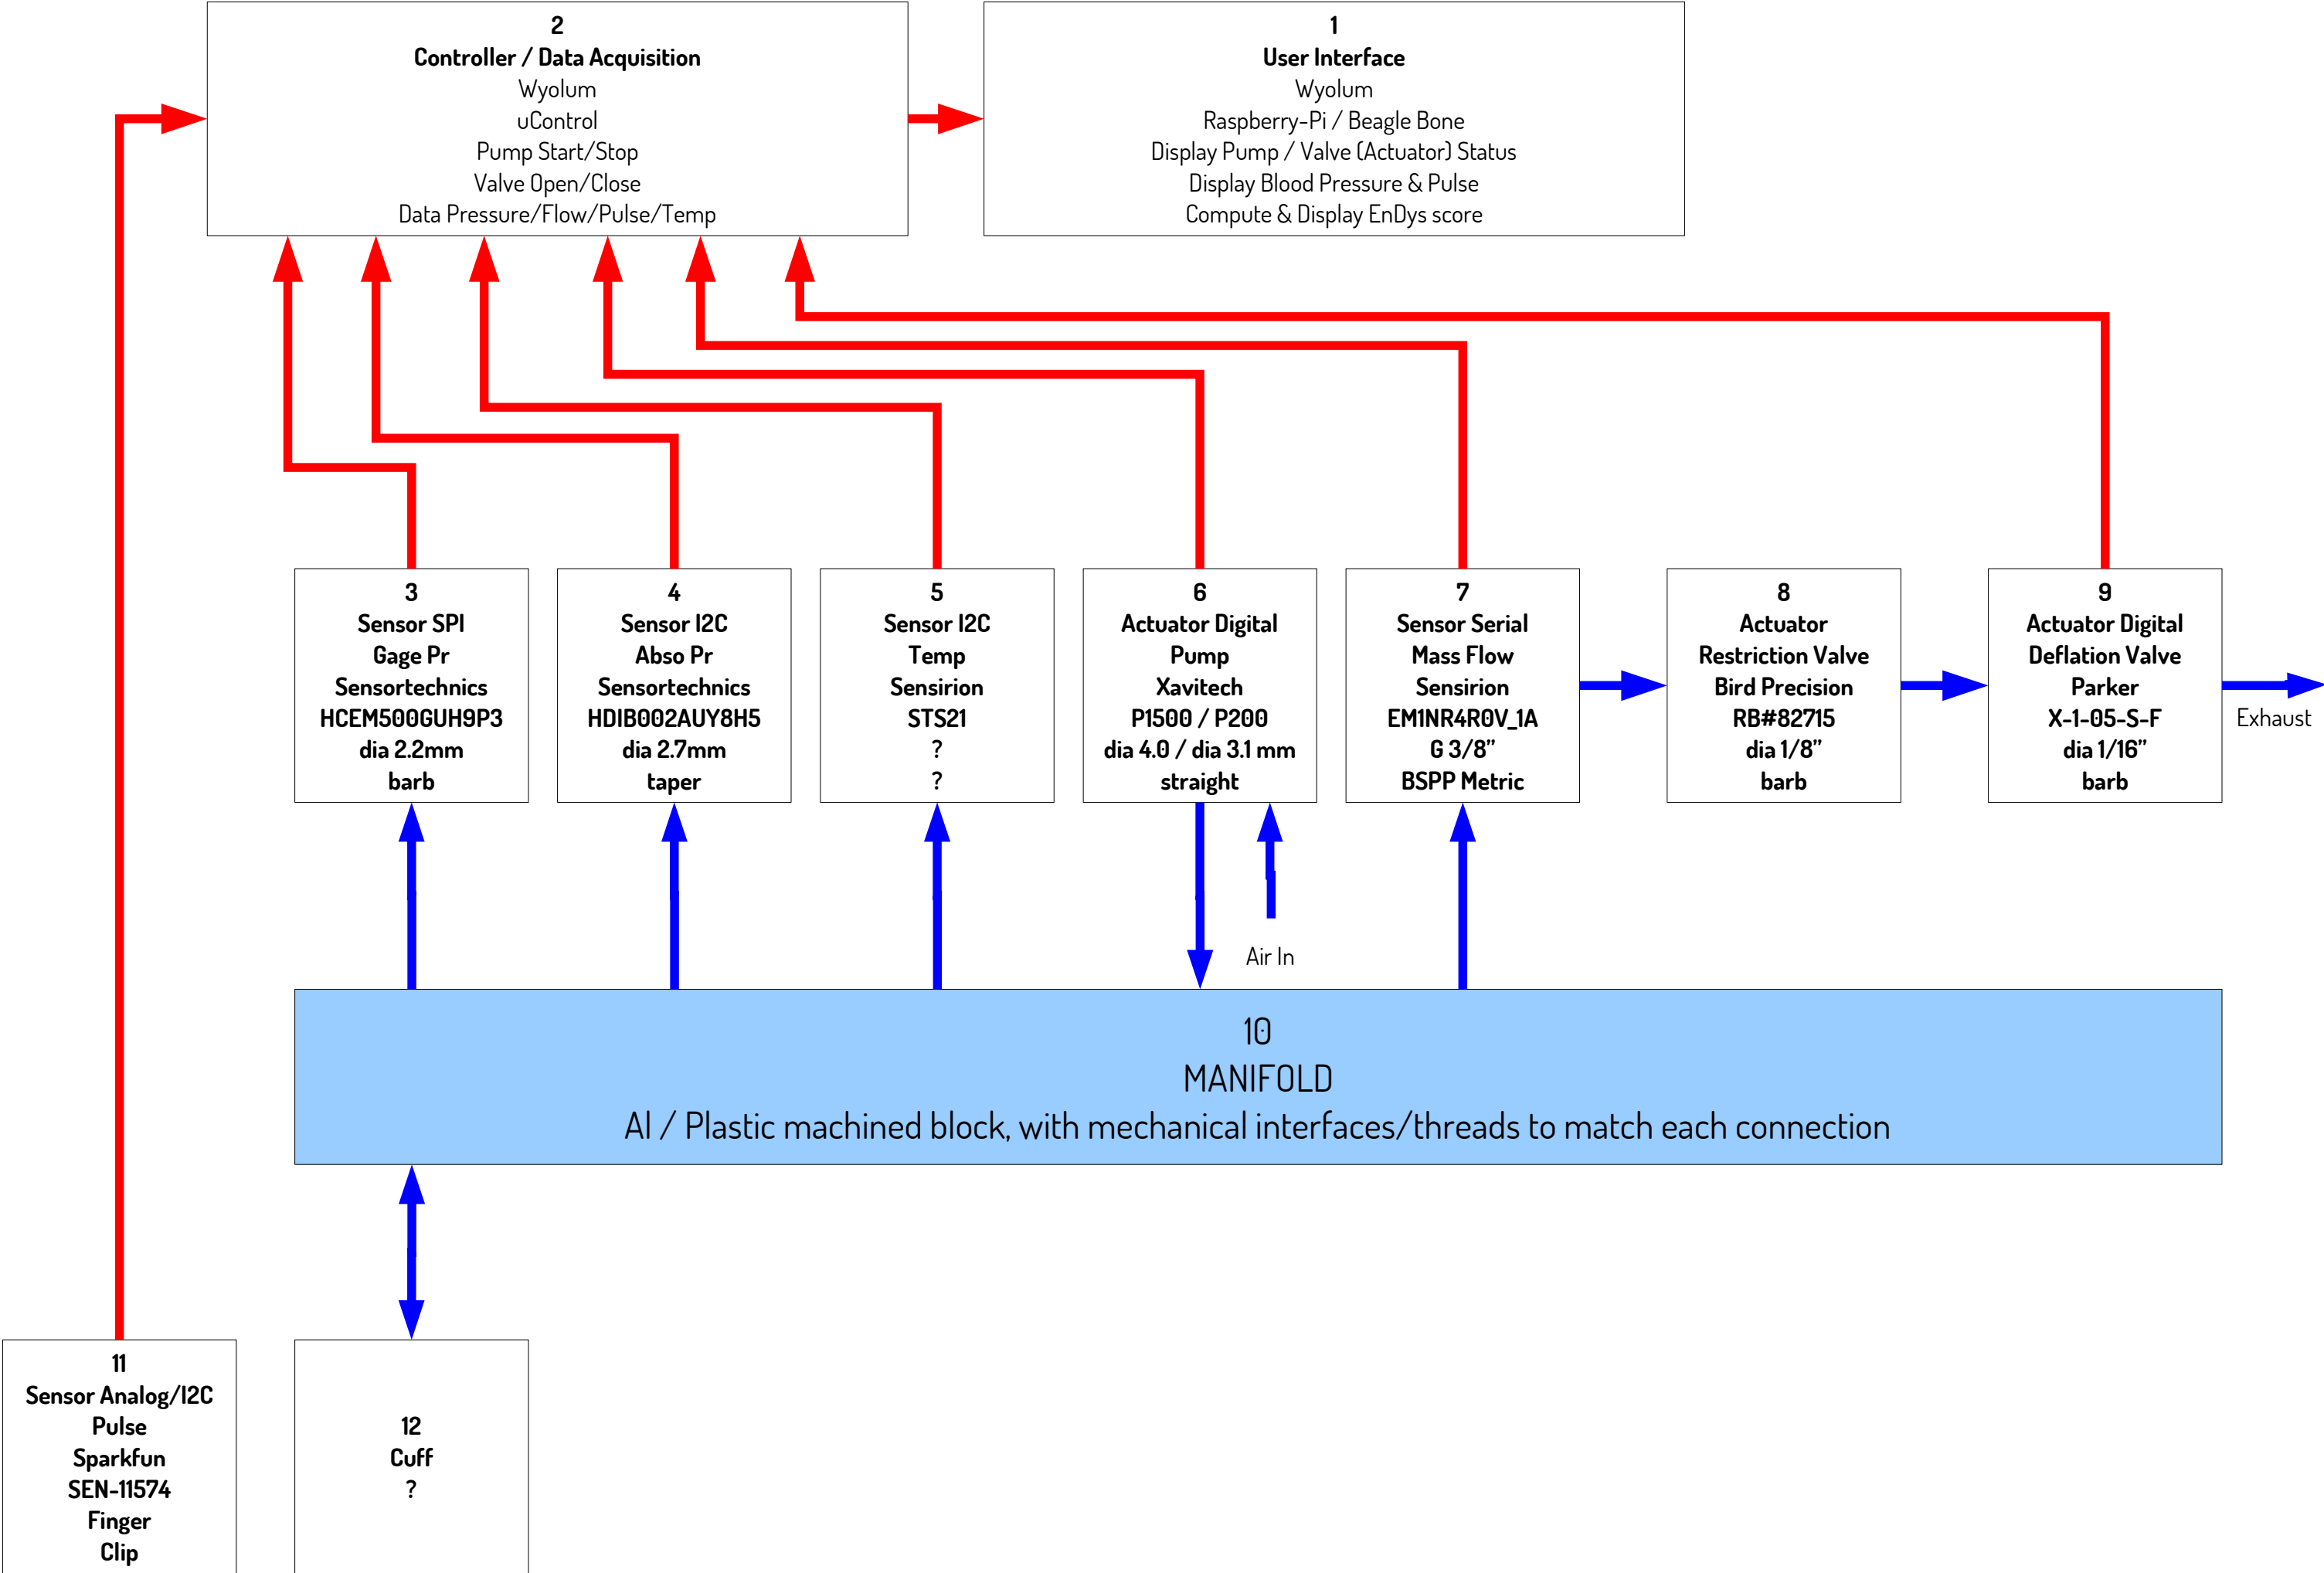 2
Controller / Data Acquisition
Wyolum
uControl
Pump Start/Stop
Valve Open/Close
Data Pressure/Flow/Pulse/Temp
1
User Interface
Wyolum
Raspberry-Pi / Beagle Bone
Display Pump / Valve (Actuator) Status
Display Blood Pressure & Pulse
Compute & Display EnDys score
3
Sensor SPI
Gage Pr
Sensortechnics
HCEM500GUH9P3
dia 2.2mm
barb
4
Sensor I2C
Abso Pr
Sensortechnics
HDIB002AUY8H5
dia 2.7mm
taper
5
Sensor I2C
Temp
Sensirion
STS21
?
?
6
Actuator Digital
Pump
Xavitech
P1500 / P200
dia 4.0 / dia 3.1 mm
straight
7
Sensor Serial
Mass Flow
Sensirion
EM1NR4R0V_1A
G 3/8”
BSPP Metric
8
Actuator
Restriction Valve
Bird Precision
RB#82715
dia 1/8”
barb
9
Actuator Digital
Deflation Valve
Parker
X-1-05-S-F
dia 1/16”
barb
Exhaust
Air In
10
MANIFOLD
Al / Plastic machined block, with mechanical interfaces/threads to match each connection
11
Sensor Analog/I2C
Pulse
Sparkfun
SEN-11574
Finger
Clip
12
Cuff
?